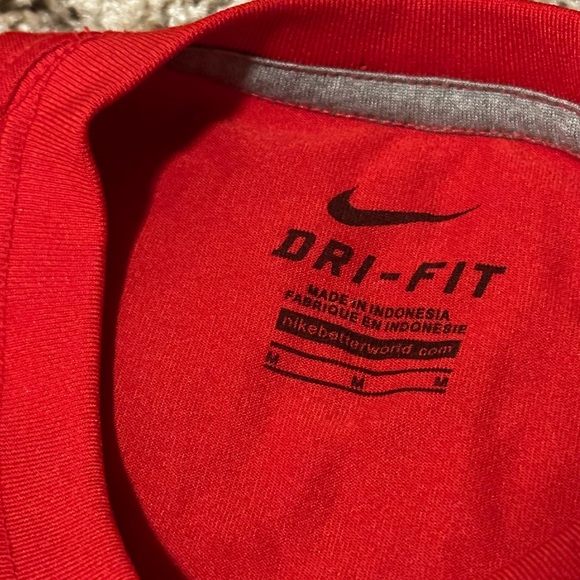 DRI-FIT
MADE IN INDONESIA
FABRIQUE EN INDONESIE
nikebetterworld.com
M M M